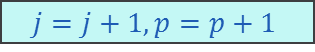 j = j + 1, p = p + 1